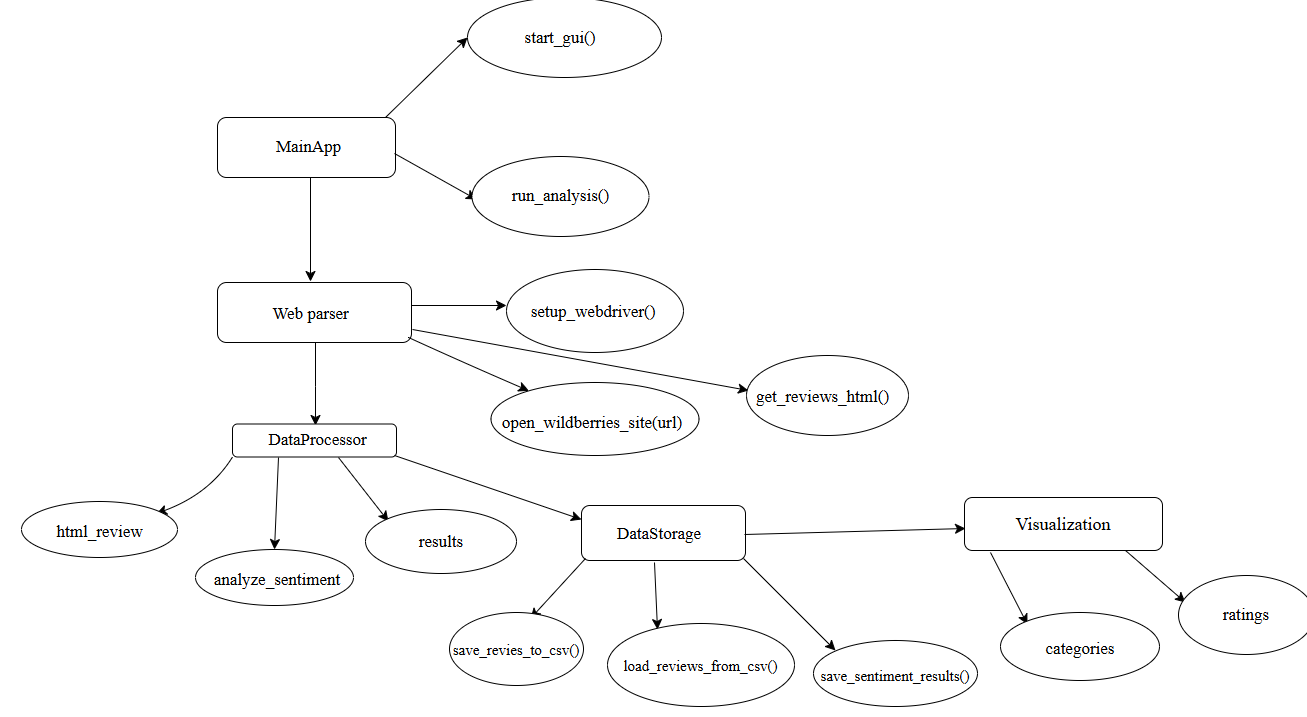 start_gui()
MainApp
run_analysis()
Web parser
setup_webdriver()
get_reviews_html()
open_wildberries_site(url)
DataProcessor
html_review
analyze_sentiment
results
DataStorage
Visualization
save_revies_to_csv()
load_reviews_from_csv()
save_sentiment_results()
categories
ratings